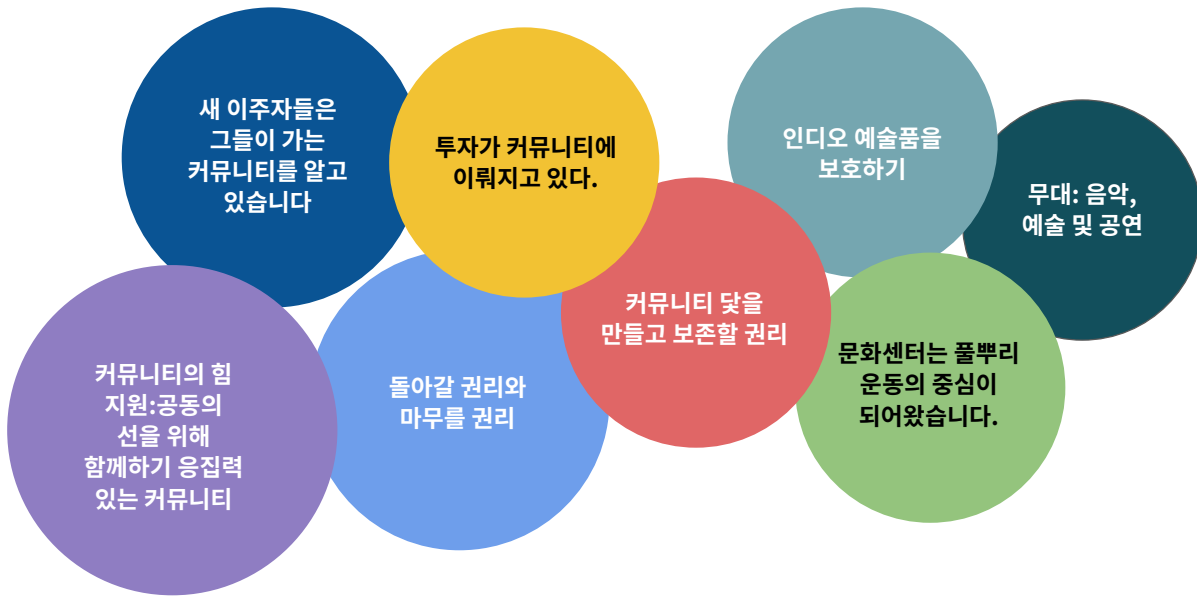 새 이주자들은
그들이 가는
커뮤니티를 알고
있습니다
투자가 커뮤니티에
이뤄지고 있다.
인디오 예술품을
보호하기
무대: 음악,
예술 및 공연
커뮤니티의 힘
지원:공동의
선을 위해
함께하기 응집력
있는 커뮤니티
돌아갈 권리와
마무를 권리
커뮤니티 닻을
만들고 보존할 권리
문화센터는 풀뿌리
운동의 중심이
되어왔습니다.